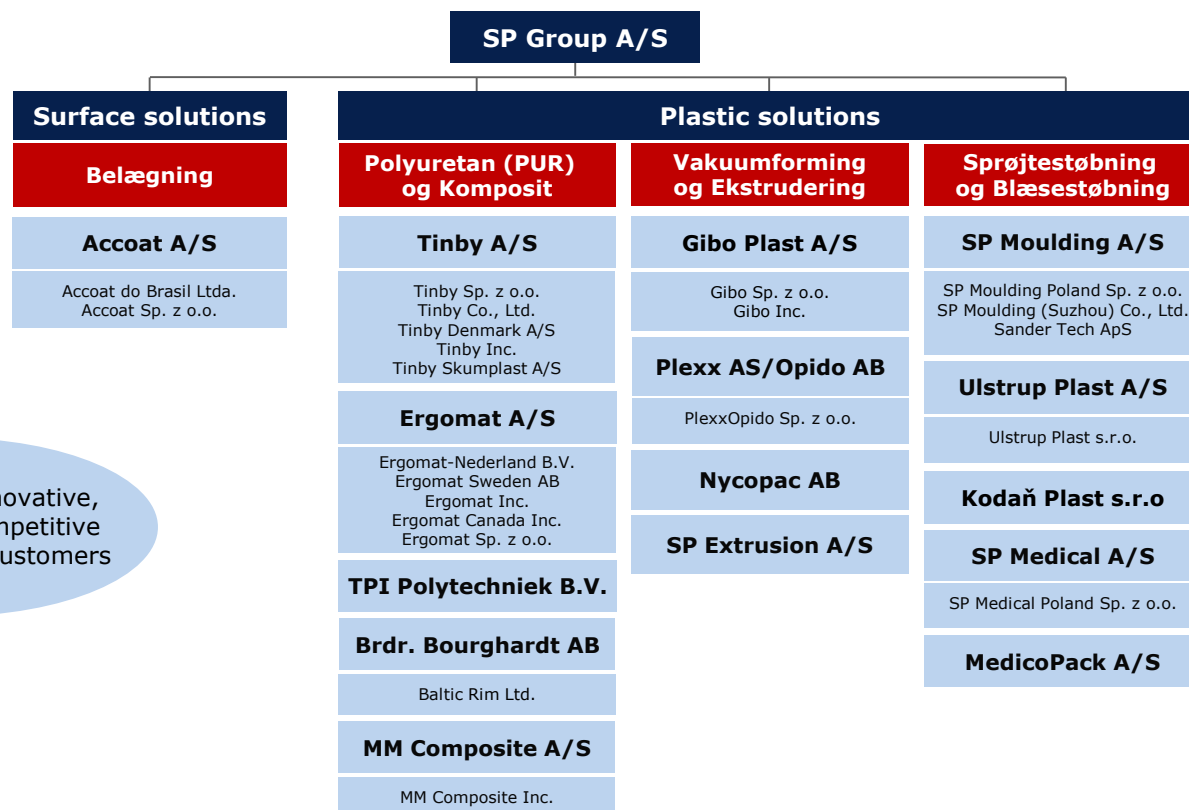 SP Group A/S
Surface solutions
Plastic solutions
Belægning
Accoat A/S
Accoat do Brasil Ltda.
Accoat Sp. z o.o.
Polyuretan (PUR)
og Komposit
Tinby A/S
Tinby Sp. z o.o.
Tinby Co., Ltd.
Tinby Denmark A/S
Tinby Inc.
Tinby Skumplast A/S
Ergomat A/S
Ergomat-Nederland B.V.
Ergomat Sweden AB
Ergomat Inc.
Ergomat Canada Inc.
Ergomat Sp. z o.o.
TPI Polytechniek B.V.
Brdr. Bourghardt AB
Baltic Rim Ltd.
MM Composite A/S
MM Composite Inc.
Vakuumforming
og Ekstrudering
Gibo Plast A/S
Gibo Sp. z o.o.
Gibo Inc.
Plexx AS/Opido AB
PlexxOpido Sp. z o.o.
Nycopac AB
SP Extrusion A/S
Sprøjtestøbning
og Blæsestøbning
SP Moulding A/S
SP Moulding Poland Sp. z o.o.
SP Moulding (Suzhou) Co., Ltd.
Sander Tech ApS
Ulstrup Plast A/S
Ulstrup Plast s.r.o.
Kodaň Plast s.r.o
SP Medical A/S
SP Medical Poland Sp. z o.o.
MedicoPack A/S
ovative,
petitive
ustomers